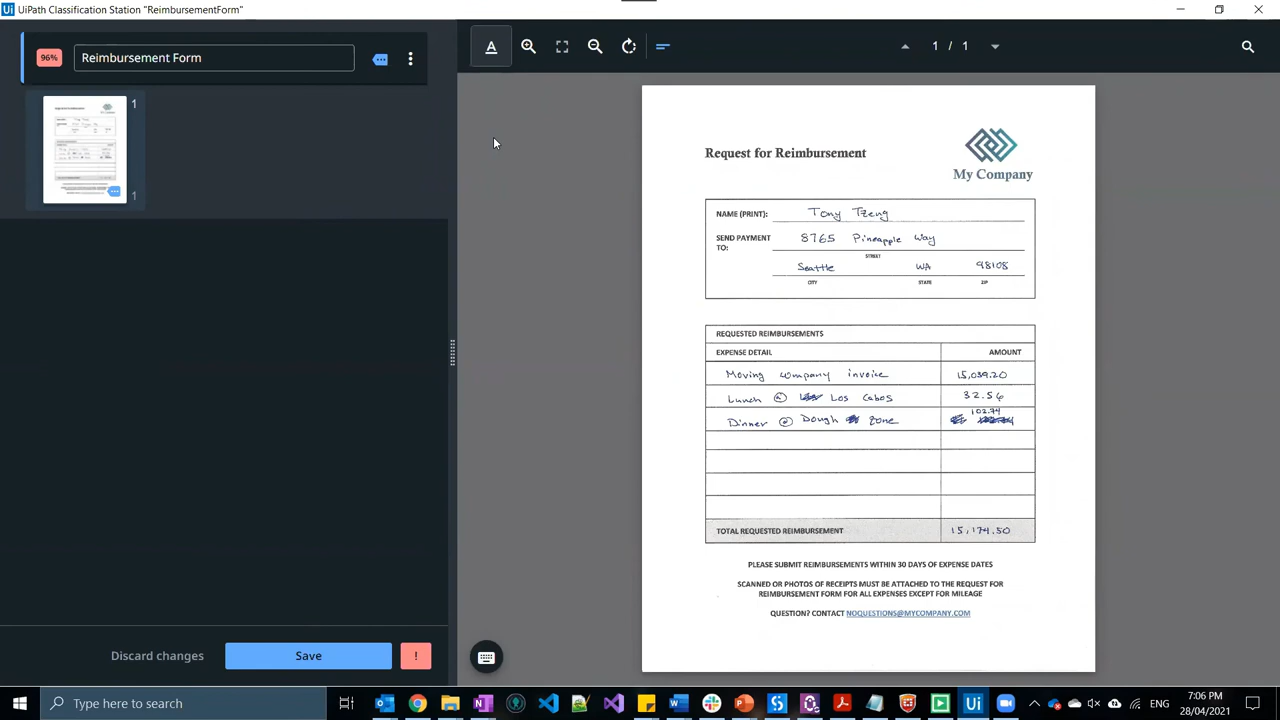 Ui UiPath Classification Station "ReimbursementForm"
96% Reimbursement Form
1
1
A 1 / 1
Request for Reimbursement
My Company
NAME (PRINT): Tony Tzeng
SEND PAYMENT TO: 8765 Pineapple Way
STREET
Seattle WA 98108
CITY STATE ZIP
REQUESTED REIMBURSEMENTS
EXPENSE DETAIL AMOUNT
Moving company invoice 15,039.20
Lunch @ Los Cabos 32.56
Dinner @ Dough Zone 102.74
TOTAL REQUESTED REIMBURSEMENT 15,174.50
PLEASE SUBMIT REIMBURSEMENTS WITHIN 30 DAYS OF EXPENSE DATES
SCANNED OR PHOTOS OF RECEIPTS MUST BE ATTACHED TO THE REQUEST FOR
REIMBURSEMENT FORM FOR ALL EXPENSES EXCEPT FOR MILEAGE
QUESTION? CONTACT NOQUESTIONS@MYCOMPANY.COM
Discard changes Save !
Type here to search
Ui
ENG
7:06 PM
28/04/2021